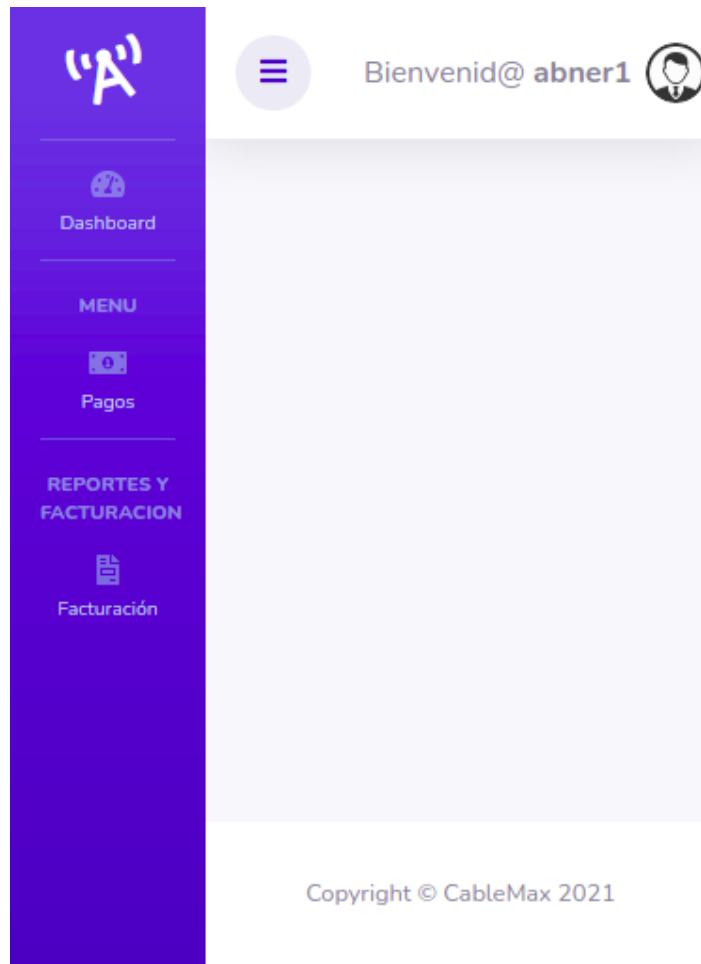 Bienvenid@ abner1
Dashboard
MENU
Pagos
REPORTES Y
FACTURACION
Facturación
Copyright © CableMax 2021